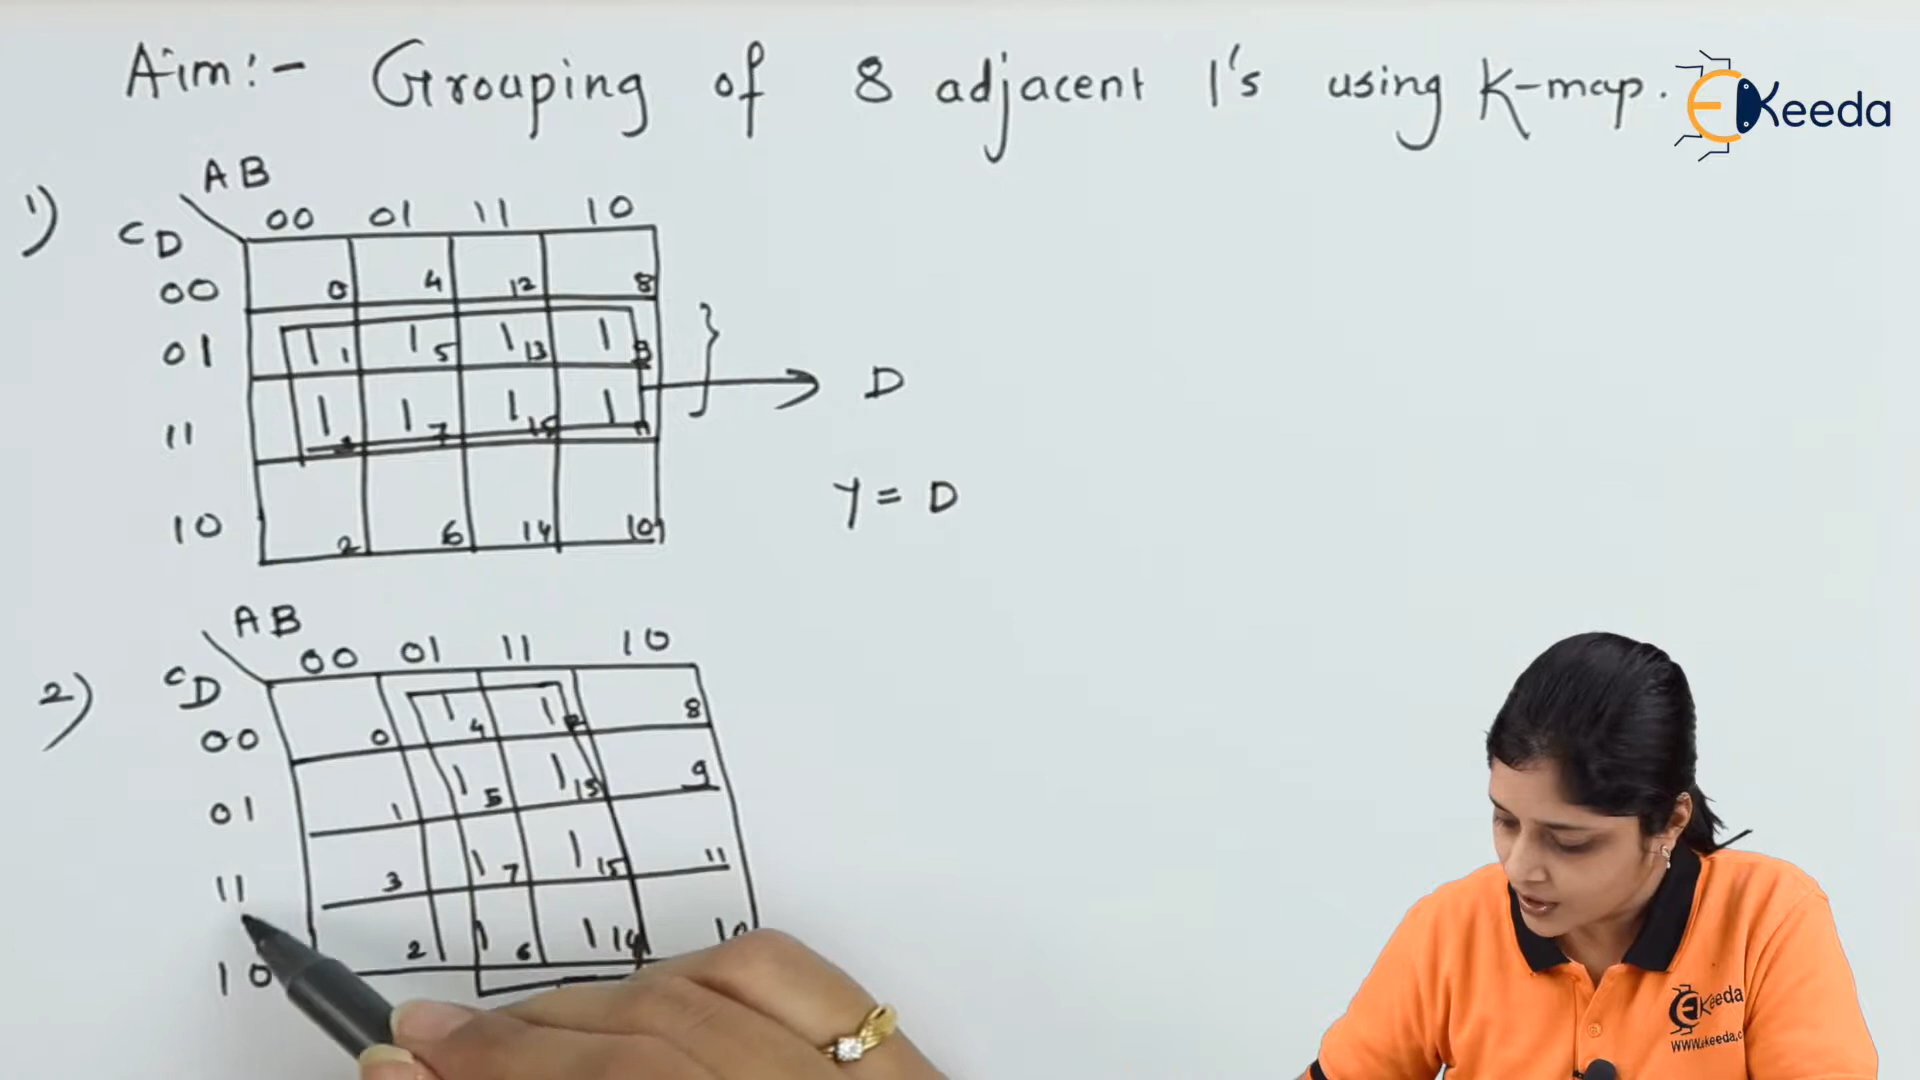 Aim:- Grouping of 8 adjacent 1's using K-map.
EKeeda
1)
AB
CD
00 01 11 10
00 0 4 12 8
01 1 1 1 5 1 13 1 9
11 1 3 1 7 1 15 1 11
10 2 6 14 10
D
Y = D
2)
AB
CD
00 01 11 10
00 0 1 4 1 12 8
01 1 1 5 1 13 9
11 3 1 7 1 15 11
10 2 1 6 1 14 10
EKeeda